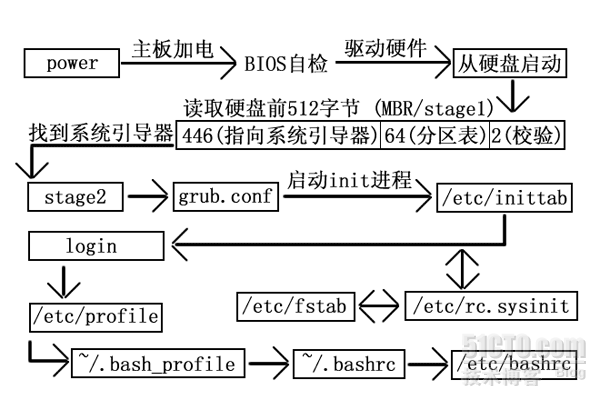 power 主板加电 BIOS自检 驱动硬件 从硬盘启动
读取硬盘前512字节 (MBR/stage1)
找到系统引导器 446(指向系统引导器) 64(分区表) 2(校验)
stage2 grub.conf 启动init进程 /etc/inittab
login
/etc/profile /etc/fstab /etc/rc.sysinit
~/.bash_profile ~/.bashrc /etc/bashrc
51CTO.com
技术博客 Blog